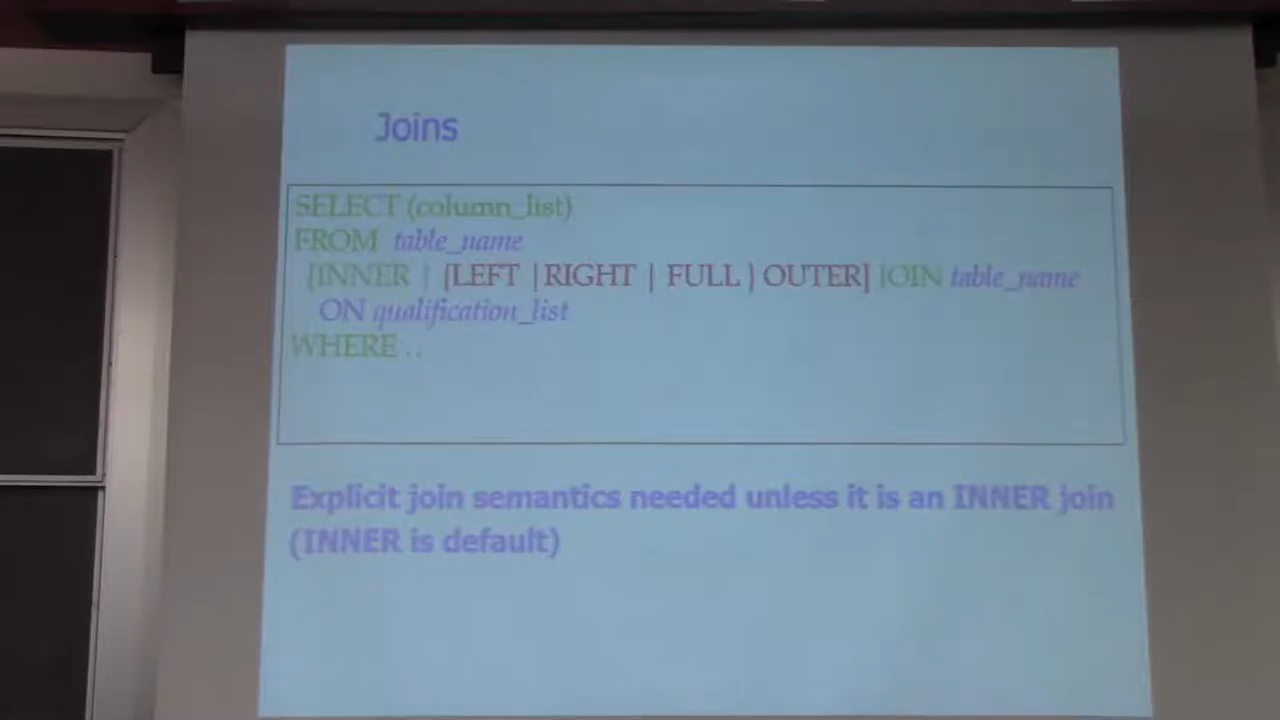 Joins
SELECT (column_list)
FROM table_name
[INNER | {LEFT |RIGHT | FULL } OUTER] JOIN table_name
ON qualification_list
WHERE ..
Explicit join semantics needed unless it is an INNER join
(INNER is default)